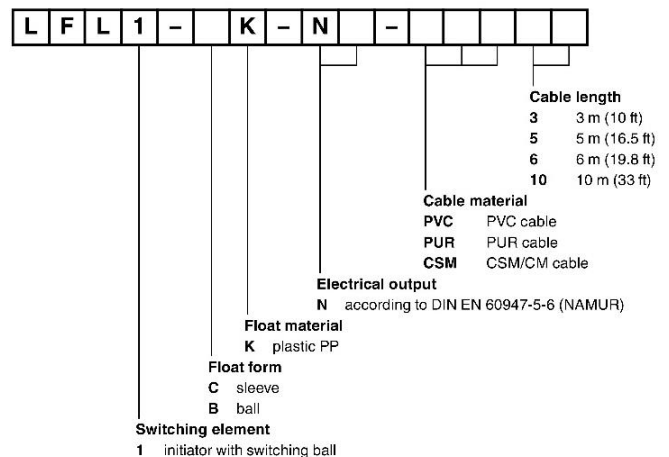 L F L 1 – K – N –
Cable length
3 3 m (10 ft)
5 5 m (16.5 ft)
6 6 m (19.8 ft)
10 10 m (33 ft)
Cable material
PVC PVC cable
PUR PUR cable
CSM CSM/CM cable
Electrical output
N according to DIN EN 60947-5-6 (NAMUR)
Float material
K plastic PP
Float form
C sleeve
B ball
Switching element
1 initiator with switching ball